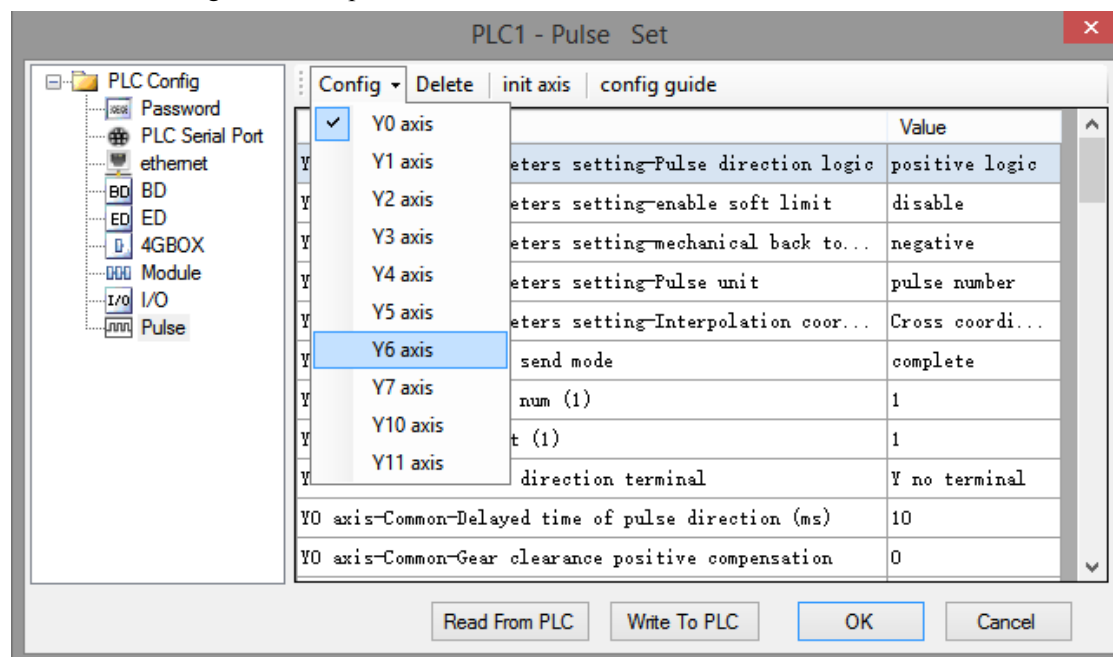 PLC1 - Pulse Set
PLC Config
Password
PLC Serial Port
ethernet
BD BD
ED ED
4GBOX
Module
I/O I/O
Pulse
Config Delete init axis config guide
Value
Y0 axis
Y1 axis
Y2 axis
Y3 axis
Y4 axis
Y5 axis
Y6 axis
Y7 axis
Y10 axis
Y11 axis
Y eters setting-Pulse direction logic positive logic
Y eters setting-enable soft limit disable
Y eters setting-mechanical back to... negative
Y eters setting-Pulse unit pulse number
Y eters setting-Interpolation coor... Cross coordi...
Y send mode complete
Y num (1) 1
Y t (1) 1
Y direction terminal Y no terminal
Y0 axis-Common-Delayed time of pulse direction (ms) 10
Y0 axis-Common-Gear clearance positive compensation 0
Read From PLC Write To PLC OK Cancel